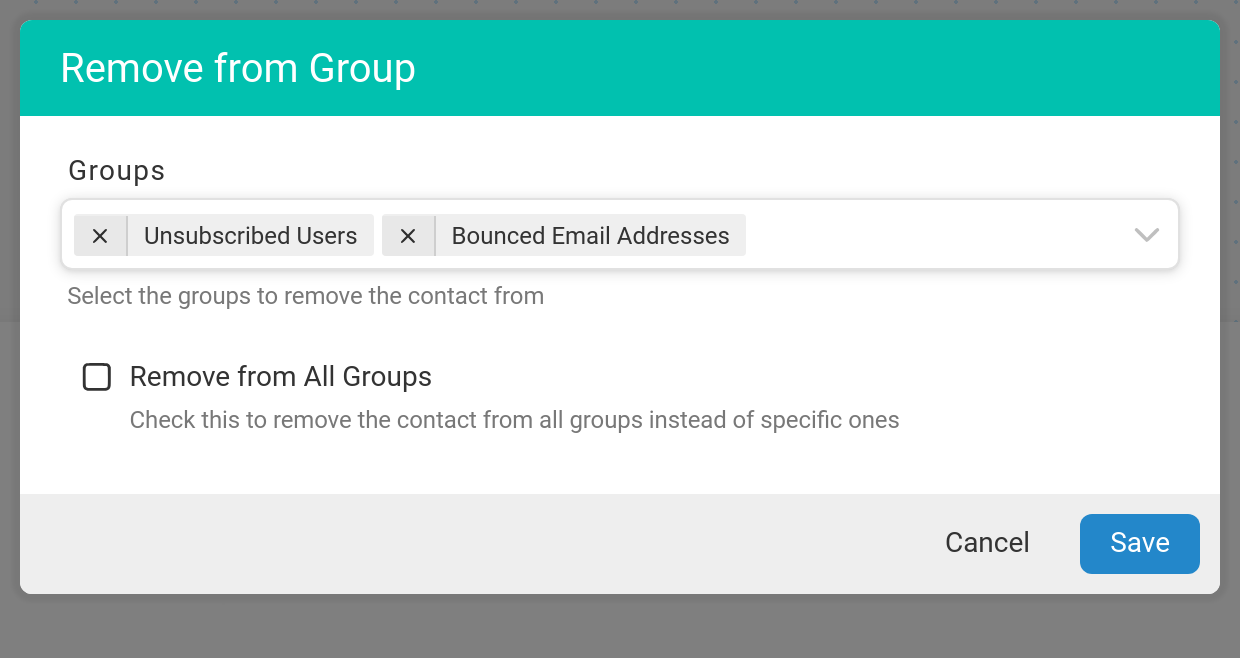 Remove from Group
Groups
Unsubscribed Users Bounced Email Addresses
Select the groups to remove the contact from
Remove from All Groups
Check this to remove the contact from all groups instead of specific ones
Cancel Save